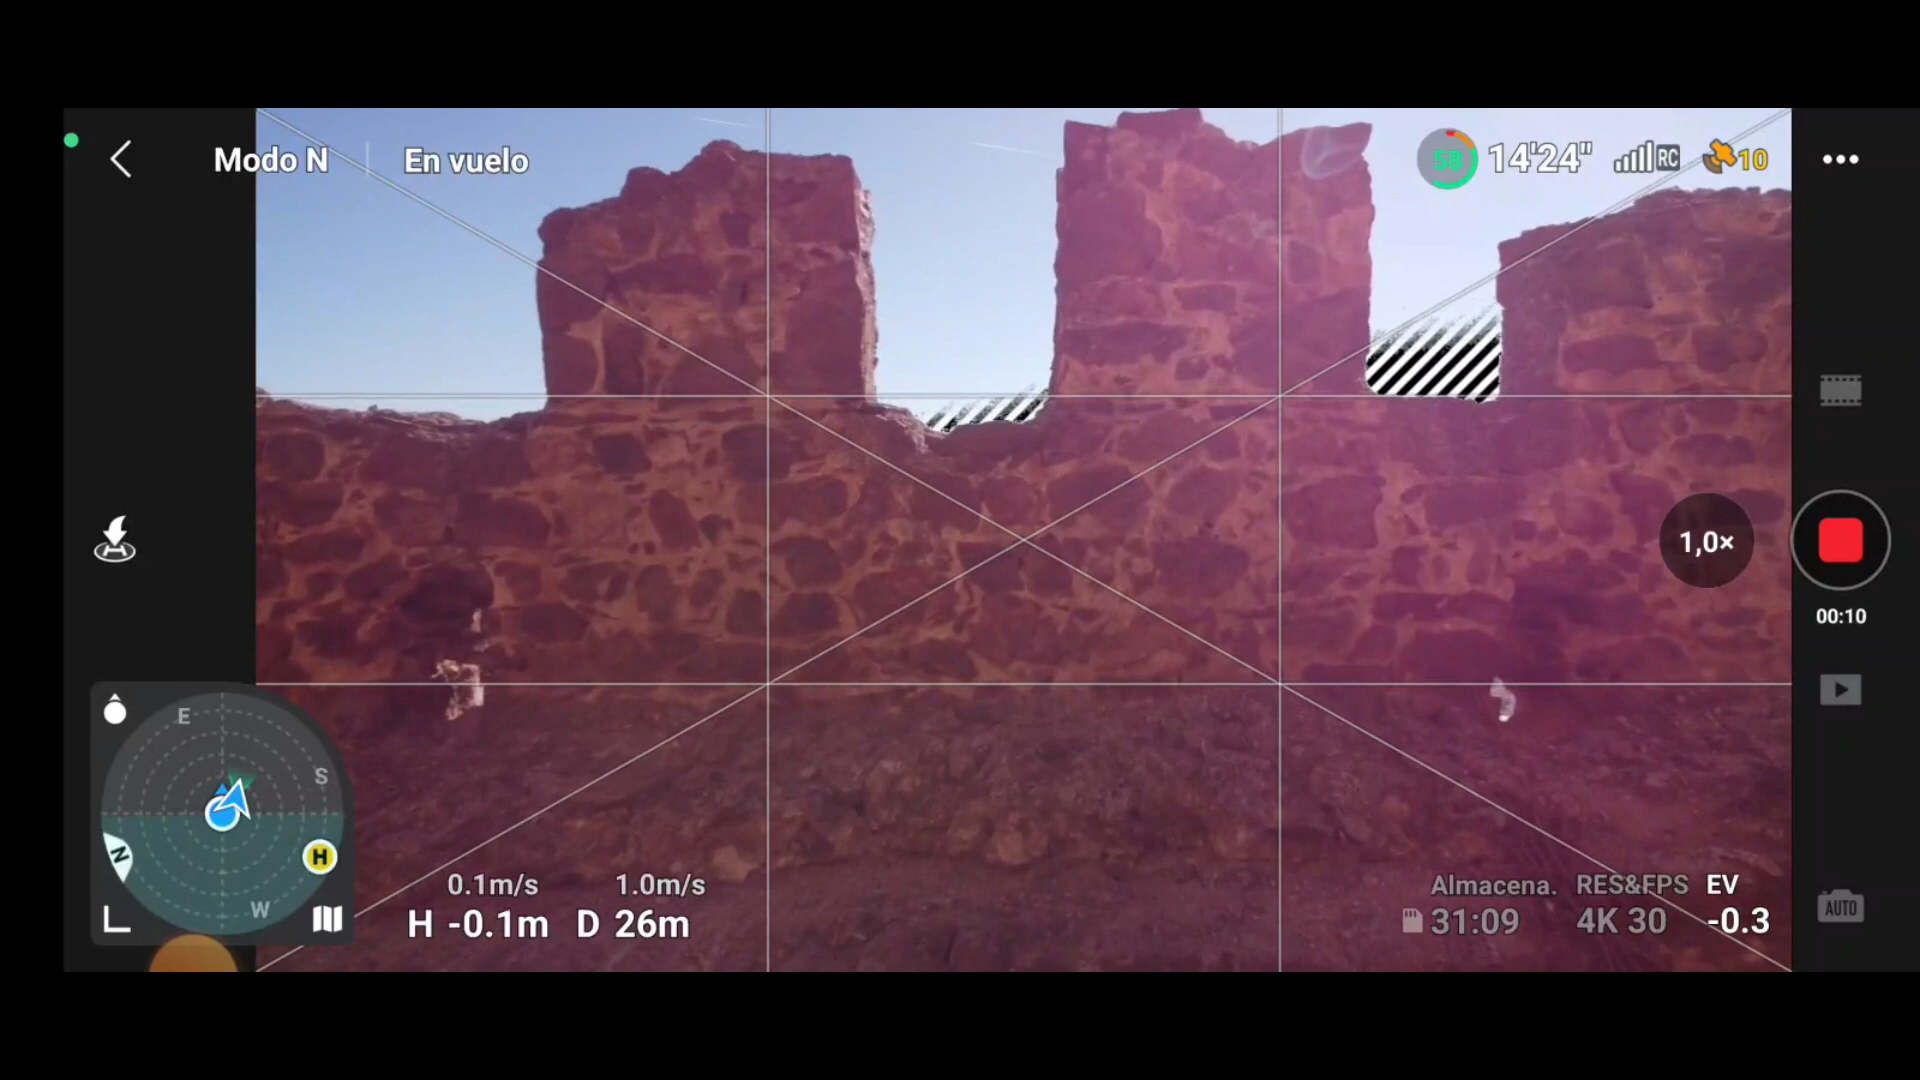 Modo N | En vuelo
58 14'24" RC 10
1,0×
00:10
E
S
N
H
W
0.1m/s 1.0m/s
H -0.1m D 26m
Almacena. RES&FPS EV
31:09 4K 30 -0.3
AUTO